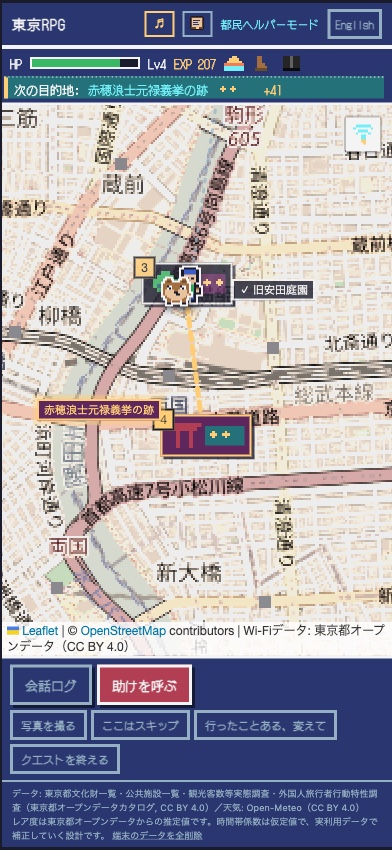 東京RPG
都民ヘルパーモード
English
HP
Lv4 EXP 207
次の目的地: 赤穂浪士元禄義挙の跡
+41
三筋
駒形
605
清澄通り
蔵前
江戸通り
蔵前
3
✓ 旧安田庭園
柳橋
北斎通り
総武本線
赤穂浪士元禄義挙の跡
4
道路
首都高速7号小松川線
両国
清澄通り
新大橋
Leaflet | © OpenStreetMap contributors | Wi-Fiデータ: 東京都オープ
ンデータ（CC BY 4.0）
会話ログ
助けを呼ぶ
写真を撮る
ここはスキップ
行ったことある、変えて
クエストを終える
データ: 東京都文化財一覧・公共施設一覧・観光客数等実態調査・外国人旅行者行動特性調
査（東京都オープンデータカタログ, CC BY 4.0）／天気: Open-Meteo（CC BY 4.0）
レア度は東京都のデータからの推定値です。時間帯係数は仮定値で、実利用データで
補正していく設計です。 端末のデータを全削除